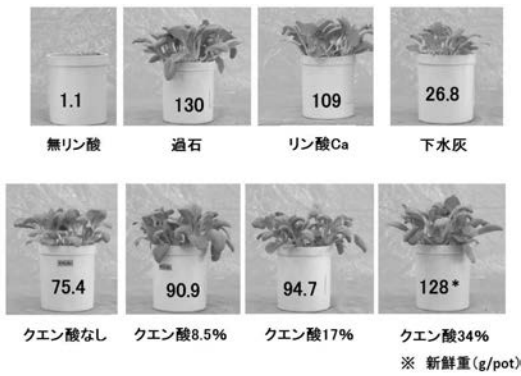 1.1
130
109
26.8
無リン酸
過石
リン酸Ca
下水灰
75.4
90.9
94.7
128*
クエン酸なし
クエン酸8.5%
クエン酸17%
クエン酸34%
※ 新鮮重(g/pot)